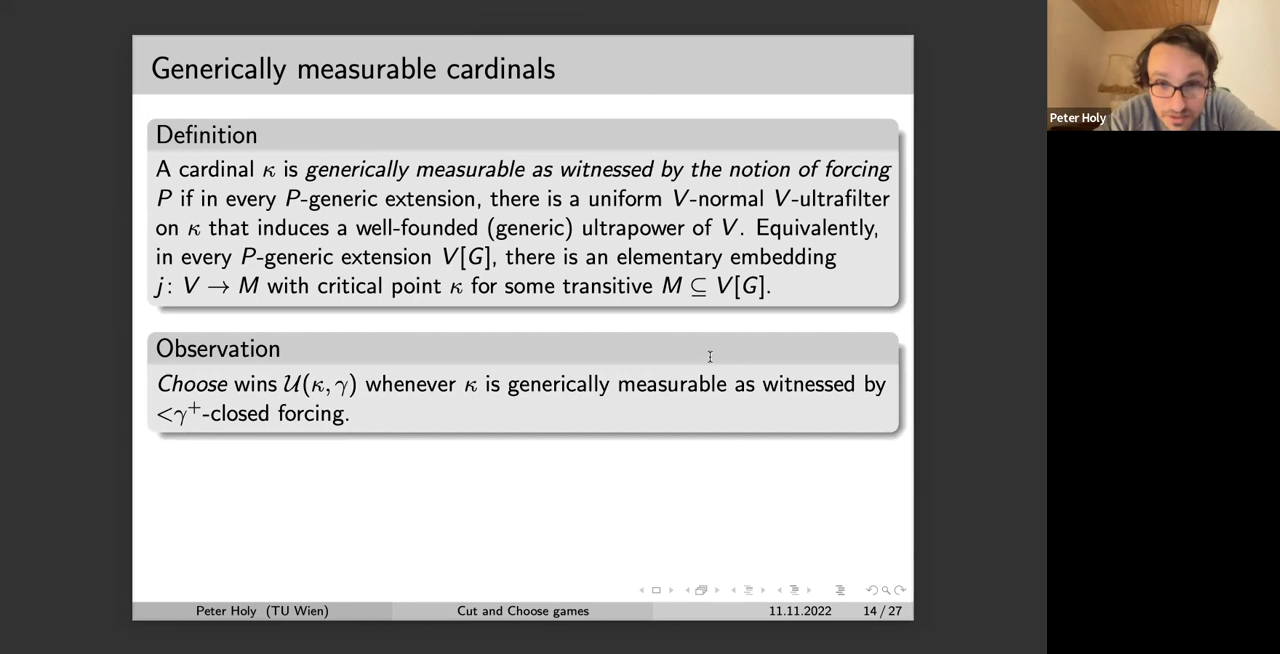 Generically measurable cardinals
Definition
A cardinal κ is generically measurable as witnessed by the notion of forcing
P if in every P-generic extension, there is a uniform V-normal V-ultrafilter
on κ that induces a well-founded (generic) ultrapower of V. Equivalently,
in every P-generic extension V[G], there is an elementary embedding
j: V → M with critical point κ for some transitive M ⊆ V[G].
Observation
Choose wins 𝒰(κ, γ) whenever κ is generically measurable as witnessed by
<γ⁺-closed forcing.
Peter Holy (TU Wien)
Cut and Choose games
11.11.2022
14 / 27
Peter Holy